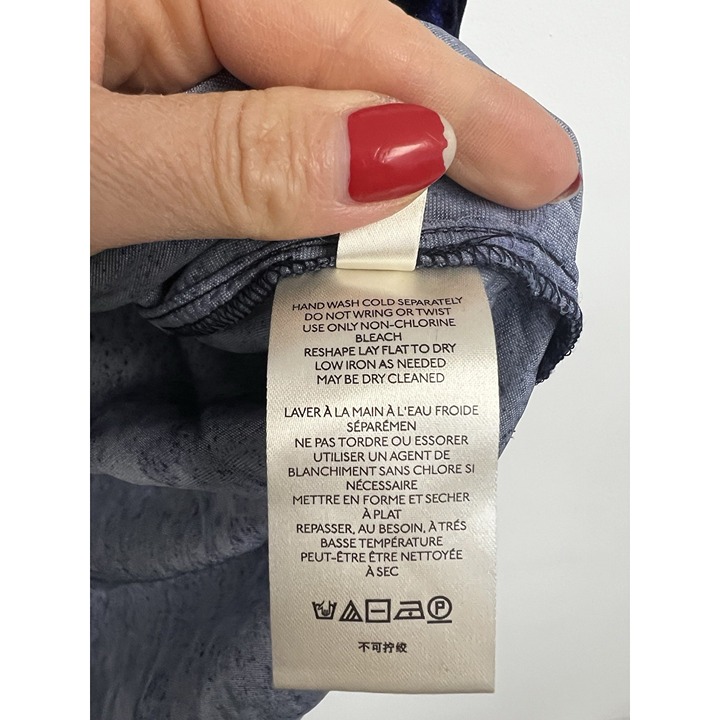 HAND WASH COLD SEPARATELY
DO NOT WRING OR TWIST
USE ONLY NON-CHLORINE
BLEACH
RESHAPE LAY FLAT TO DRY
LOW IRON AS NEEDED
MAY BE DRY CLEANED
LAVER À LA MAIN À L'EAU FROIDE
SÉPARÉMEN
NE PAS TORDRE OU ESSORER
UTILISER UN AGENT DE
BLANCHIMENT SANS CHLORE SI
NÉCESSAIRE
METTRE EN FORME ET SECHER
À PLAT
REPASSER, AU BESOIN, À TRÉS
BASSE TEMPÉRATURE
PEUT-ÊTRE ÊTRE NETTOYÉE
À SEC
P
不可拧绞